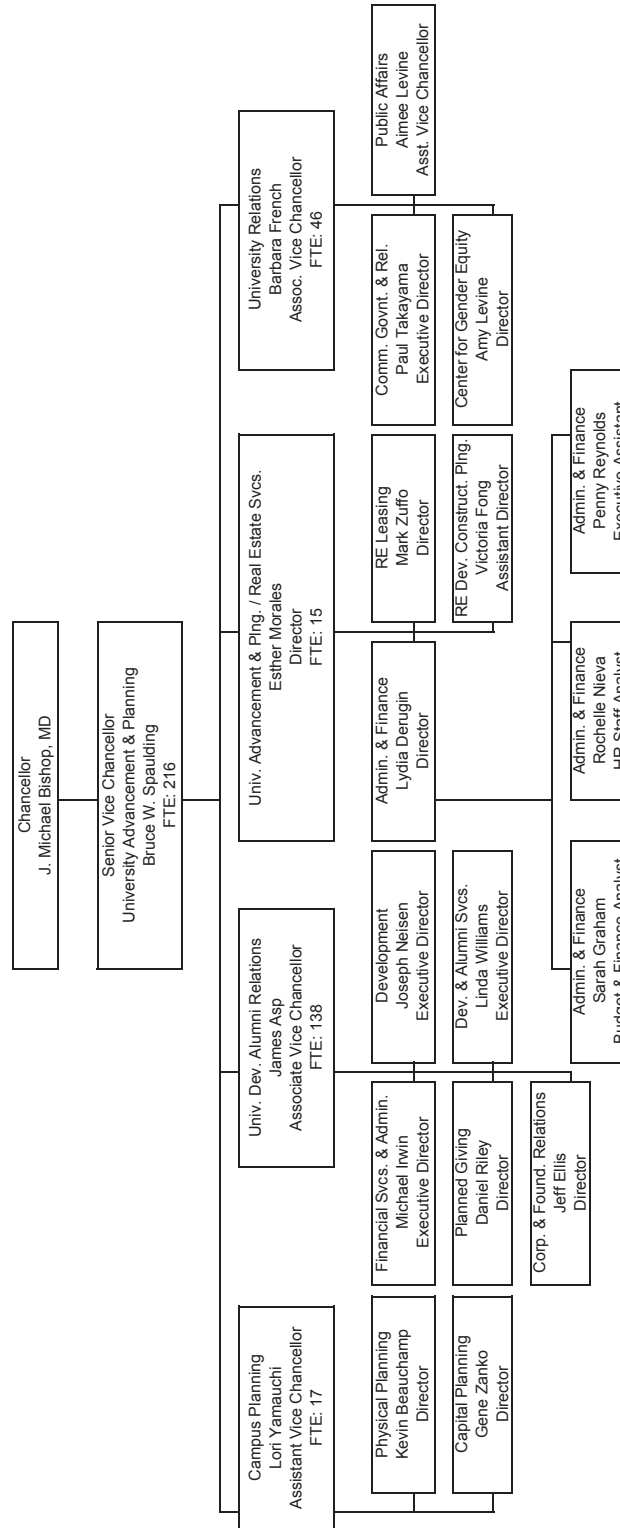 Chancellor
J. Michael Bishop, MD
Senior Vice Chancellor
University Advancement & Planning
Bruce W. Spaulding
FTE: 216
Campus Planning
Lori Yamauchi
Assistant Vice Chancellor
FTE: 17
Univ. Dev. Alumni Relations
James Asp
Associate Vice Chancellor
FTE: 138
Univ. Advancement & Plng. / Real Estate Svcs.
Esther Morales
Director
FTE: 15
University Relations
Barbara French
Assoc. Vice Chancellor
FTE: 46
Physical Planning
Kevin Beauchamp
Director
Capital Planning
Gene Zanko
Director
Financial Svcs. & Admin.
Michael Irwin
Executive Director
Development
Joseph Neisen
Executive Director
Planned Giving
Daniel Riley
Director
Dev. & Alumni Svcs.
Linda Williams
Executive Director
Corp. & Found. Relations
Jeff Ellis
Director
Admin. & Finance
Lydia Derugin
Director
RE Leasing
Mark Zuffo
Director
RE Dev. Construct. Plng.
Victoria Fong
Assistant Director
Comm. Govnt. & Rel.
Paul Takayama
Executive Director
Public Affairs
Aimee Levine
Asst. Vice Chancellor
Center for Gender Equity
Amy Levine
Director
Admin. & Finance
Sarah Graham
Budget & Finance Analyst
Admin. & Finance
Rochelle Nieva
HR Staff Analyst
Admin. & Finance
Penny Reynolds
Executive Assistant